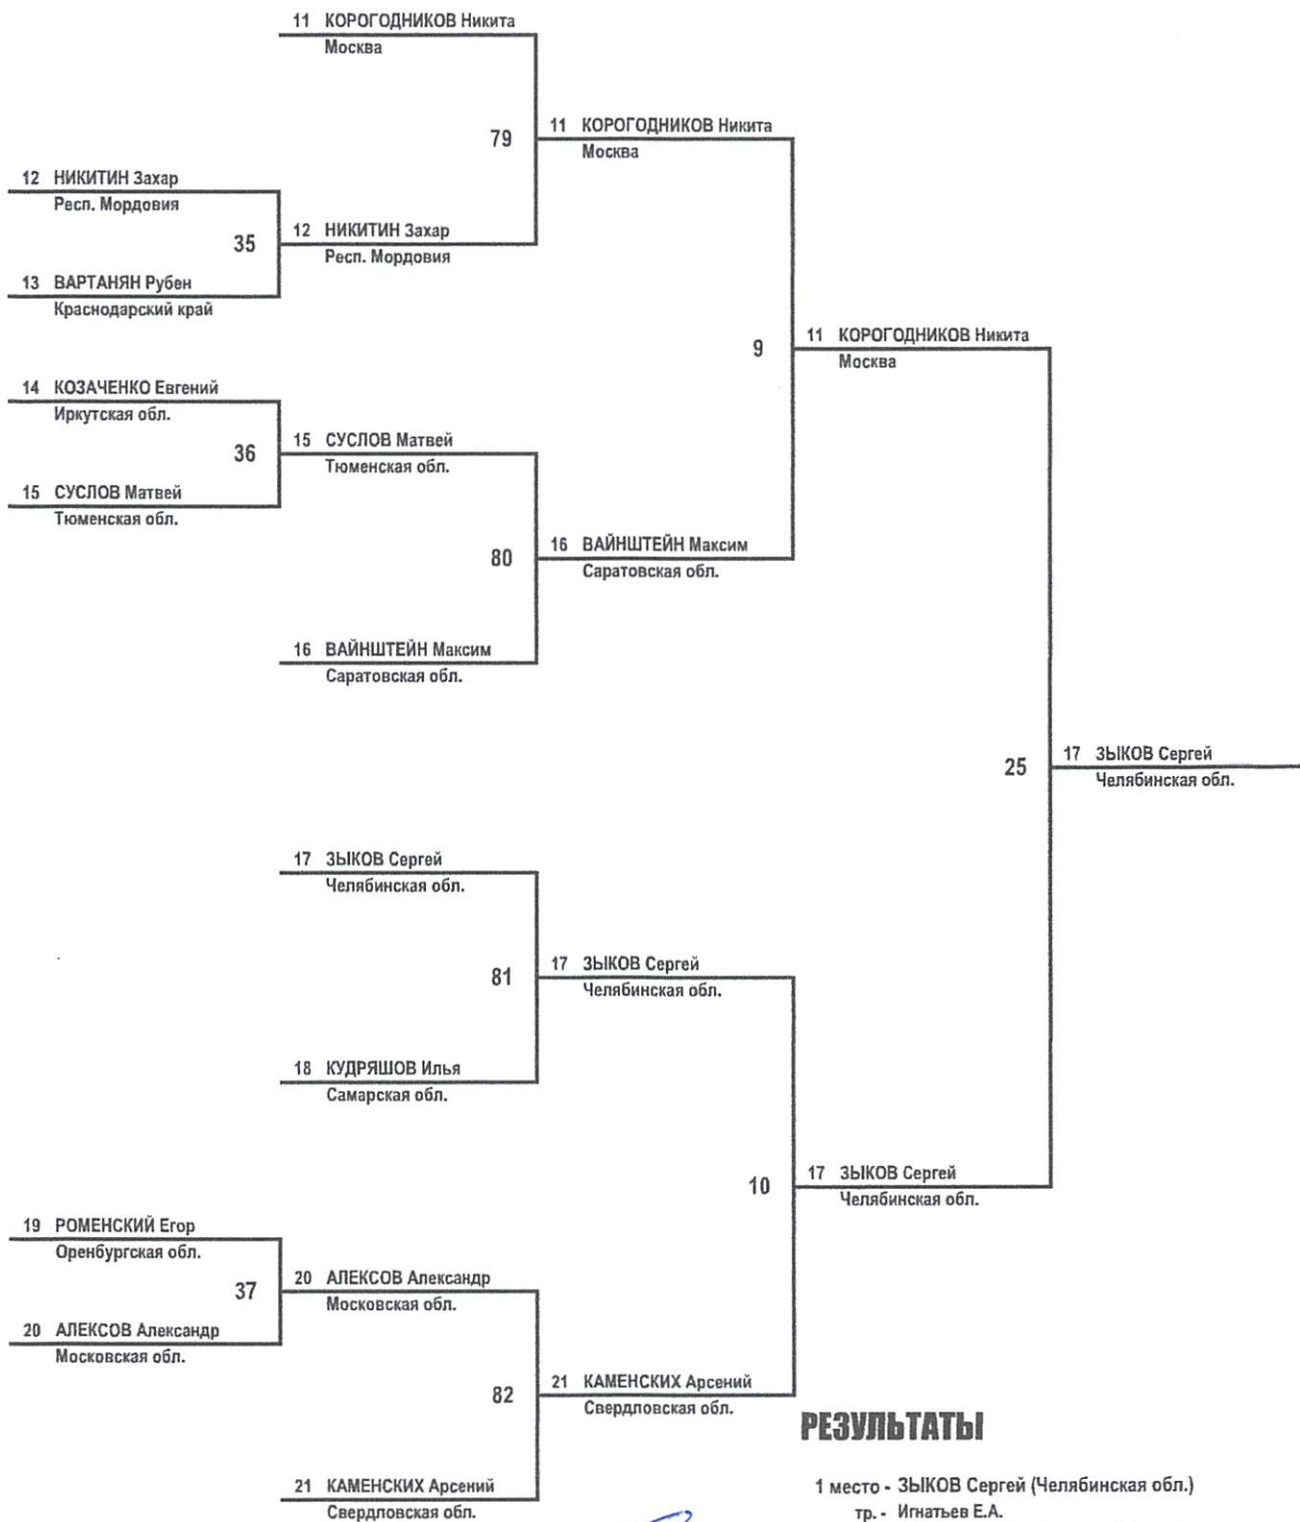 11 КОРОГОДНИКОВ Никита
Москва
79
11 КОРОГОДНИКОВ Никита
Москва
12 НИКИТИН Захар
Респ. Мордовия
35
12 НИКИТИН Захар
Респ. Мордовия
13 ВАРТАНЯН Рубен
Краснодарский край
9
11 КОРОГОДНИКОВ Никита
Москва
14 КОЗАЧЕНКО Евгений
Иркутская обл.
36
15 СУСЛОВ Матвей
Тюменская обл.
15 СУСЛОВ Матвей
Тюменская обл.
80
16 ВАЙНШТЕЙН Максим
Саратовская обл.
16 ВАЙНШТЕЙН Максим
Саратовская обл.
25
17 ЗЫКОВ Сергей
Челябинская обл.
17 ЗЫКОВ Сергей
Челябинская обл.
81
17 ЗЫКОВ Сергей
Челябинская обл.
18 КУДРЯШОВ Илья
Самарская обл.
10
17 ЗЫКОВ Сергей
Челябинская обл.
19 РОМЕНСКИЙ Егор
Оренбургская обл.
37
20 АЛЕКСОВ Александр
Московская обл.
20 АЛЕКСОВ Александр
Московская обл.
82
21 КАМЕНСКИХ Арсений
Свердловская обл.
РЕЗУЛЬТАТЫ
21 КАМЕНСКИХ Арсений
Свердловская обл.
1 место - ЗЫКОВ Сергей (Челябинская обл.)
тр. - Игнатьев Е.А.